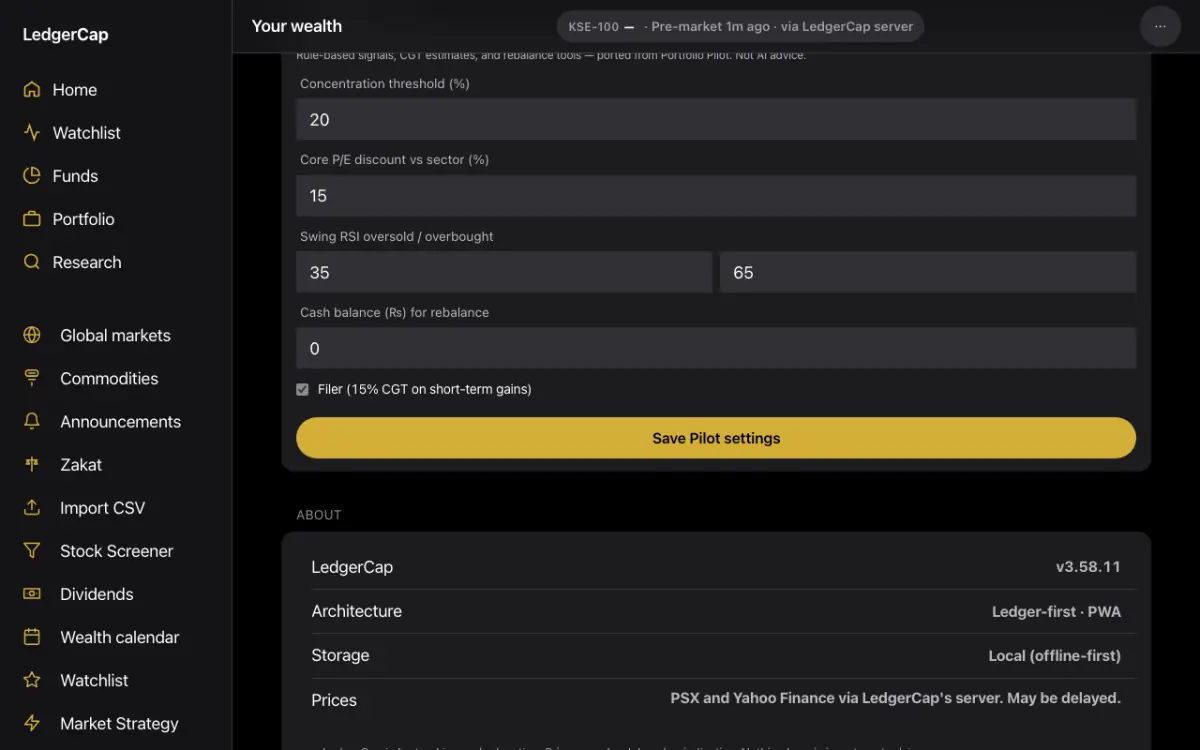 LedgerCap
Your wealth
KSE-100 — · Pre-market 1m ago · via LedgerCap server
...
Home
Watchlist
Funds
Portfolio
Research
Global markets
Commodities
Announcements
Zakat
Import CSV
Stock Screener
Dividends
Wealth calendar
Watchlist
Market Strategy
Rule-based signals, CGT estimates, and rebalance tools — ported from Portfolio Pilot. Not AI advice.
Concentration threshold (%)
20
Core P/E discount vs sector (%)
15
Swing RSI oversold / overbought
35 65
Cash balance (₨) for rebalance
0
Filer (15% CGT on short-term gains)
Save Pilot settings
ABOUT
LedgerCap v3.58.11
Architecture Ledger-first · PWA
Storage Local (offline-first)
Prices PSX and Yahoo Finance via LedgerCap's server. May be delayed.